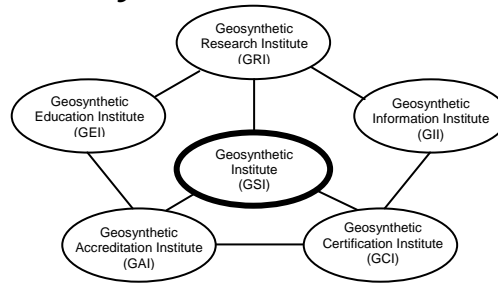 Geosynthetic
Research Institute
(GRI)
Geosynthetic
Education Institute
(GEI)
Geosynthetic
Information Institute
(GII)
Geosynthetic
Institute
(GSI)
Geosynthetic
Accreditation Institute
(GAI)
Geosynthetic
Certification Institute
(GCI)